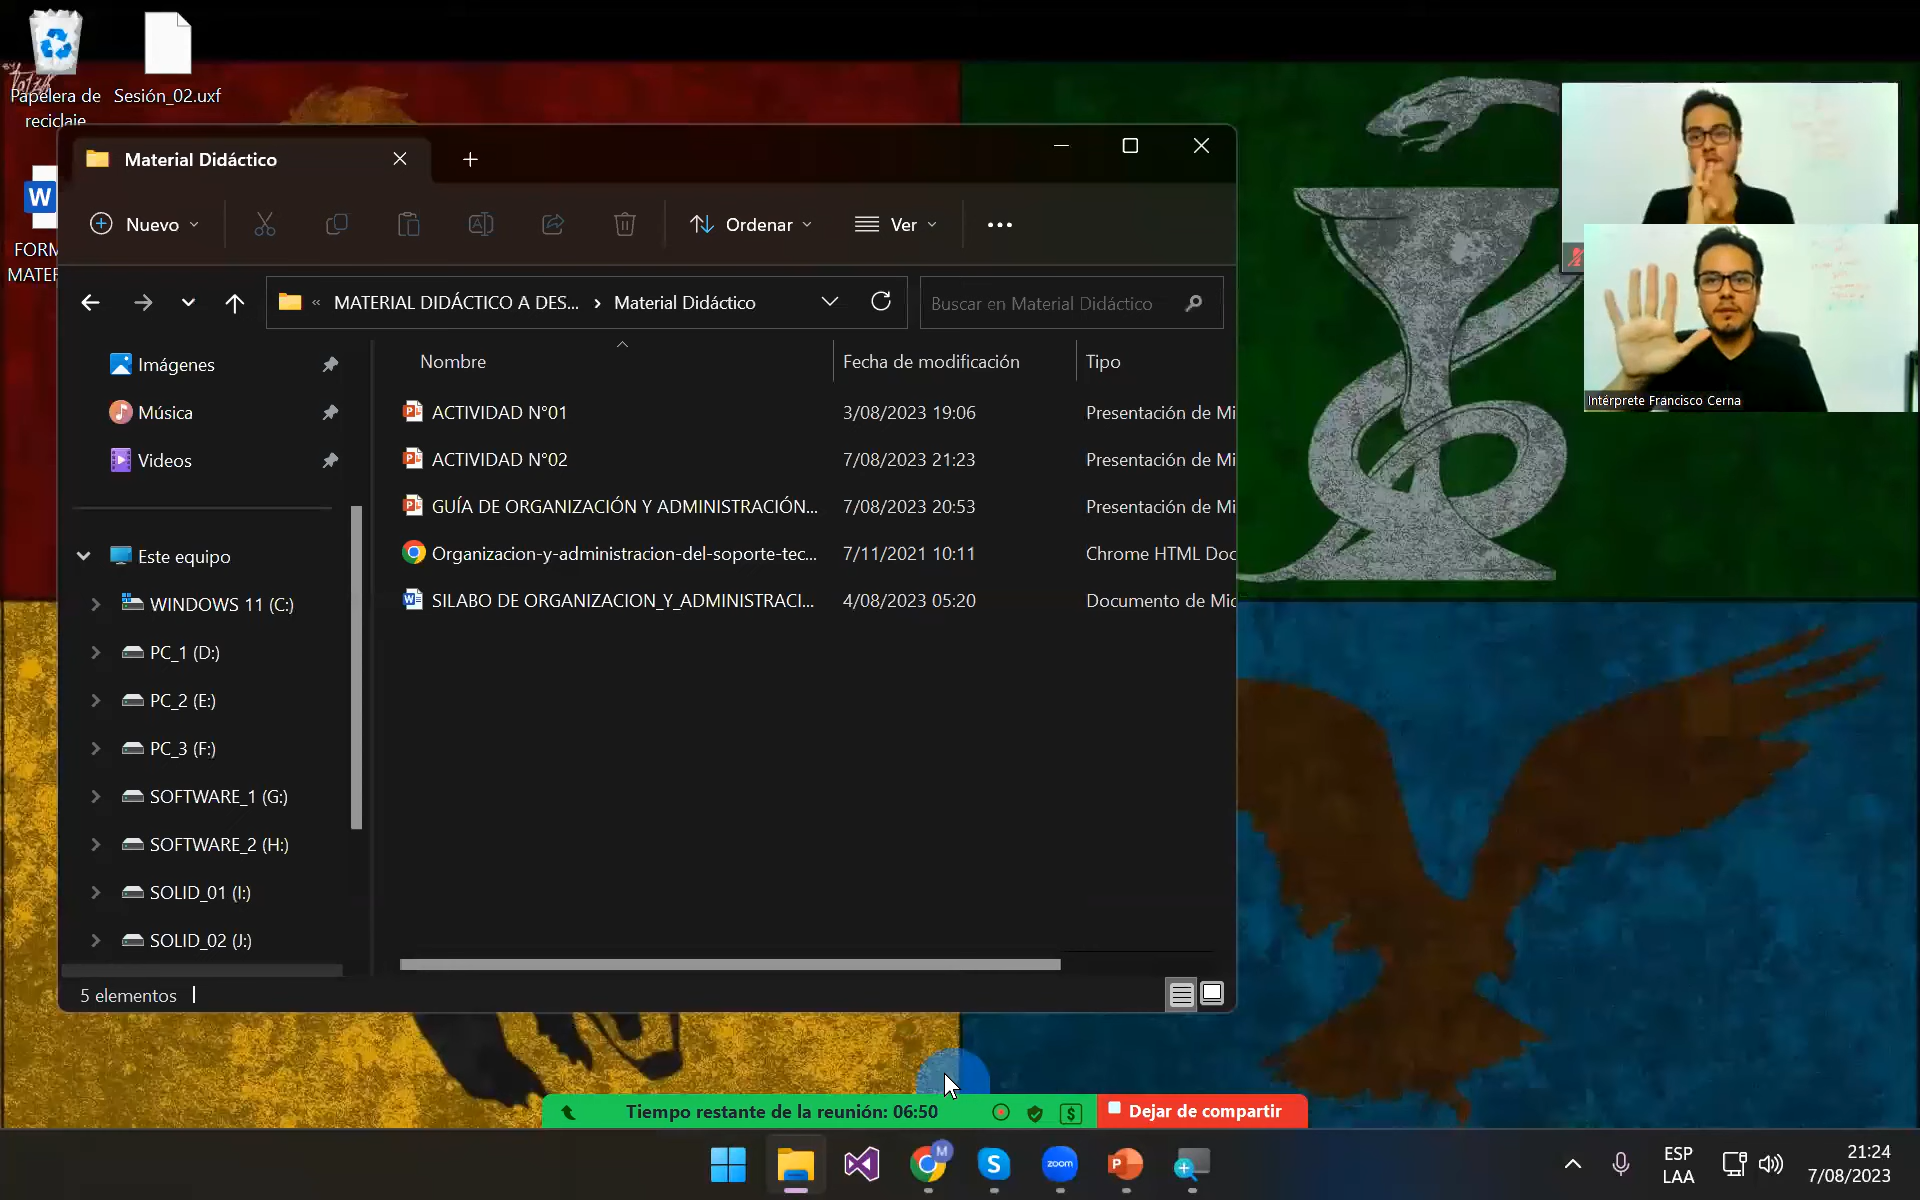 Papelera de
reciclaje
Sesión_02.uxf
FORM
MATER
Material Didáctico
Nuevo
Ordenar
Ver
« MATERIAL DIDÁCTICO A DES... › Material Didáctico
Buscar en Material Didáctico
Imágenes
Música
Videos
Este equipo
WINDOWS 11 (C:)
PC_1 (D:)
PC_2 (E:)
PC_3 (F:)
SOFTWARE_1 (G:)
SOFTWARE_2 (H:)
SOLID_01 (I:)
SOLID_02 (J:)
Nombre Fecha de modificación Tipo
ACTIVIDAD N°01 3/08/2023 19:06 Presentación de Mi
ACTIVIDAD N°02 7/08/2023 21:23 Presentación de Mi
GUÍA DE ORGANIZACIÓN Y ADMINISTRACIÓN... 7/08/2023 20:53 Presentación de Mi
Organizacion-y-administracion-del-soporte-tec... 7/11/2021 10:11 Chrome HTML Doc
SILABO DE ORGANIZACION_Y_ADMINISTRACI... 4/08/2023 05:20 Documento de Mic
5 elementos
Intérprete Francisco Cerna
Tiempo restante de la reunión: 06:50
Dejar de compartir
zoom
ESP
LAA
21:24
7/08/2023